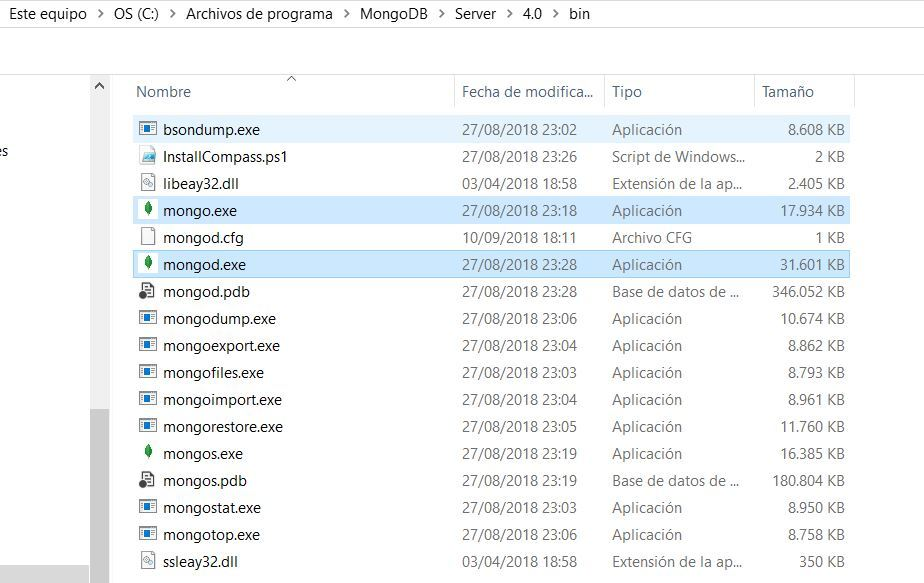 Este equipo > OS (C:) > Archivos de programa > MongoDB > Server > 4.0 > bin
Nombre Fecha de modifica... Tipo Tamaño
bsondump.exe 27/08/2018 23:02 Aplicación 8.608 KB
es InstallCompass.ps1 27/08/2018 23:26 Script de Windows... 2 KB
libeay32.dll 03/04/2018 18:58 Extensión de la ap... 2.405 KB
mongo.exe 27/08/2018 23:18 Aplicación 17.934 KB
mongod.cfg 10/09/2018 18:11 Archivo CFG 1 KB
mongod.exe 27/08/2018 23:28 Aplicación 31.601 KB
mongod.pdb 27/08/2018 23:28 Base de datos de ... 346.052 KB
mongodump.exe 27/08/2018 23:06 Aplicación 10.674 KB
mongoexport.exe 27/08/2018 23:04 Aplicación 8.862 KB
mongofiles.exe 27/08/2018 23:03 Aplicación 8.793 KB
mongoimport.exe 27/08/2018 23:04 Aplicación 8.961 KB
mongorestore.exe 27/08/2018 23:05 Aplicación 11.760 KB
mongos.exe 27/08/2018 23:19 Aplicación 16.385 KB
mongos.pdb 27/08/2018 23:19 Base de datos de ... 180.804 KB
mongostat.exe 27/08/2018 23:03 Aplicación 8.950 KB
mongotop.exe 27/08/2018 23:06 Aplicación 8.758 KB
ssleay32.dll 03/04/2018 18:58 Extensión de la ap... 350 KB